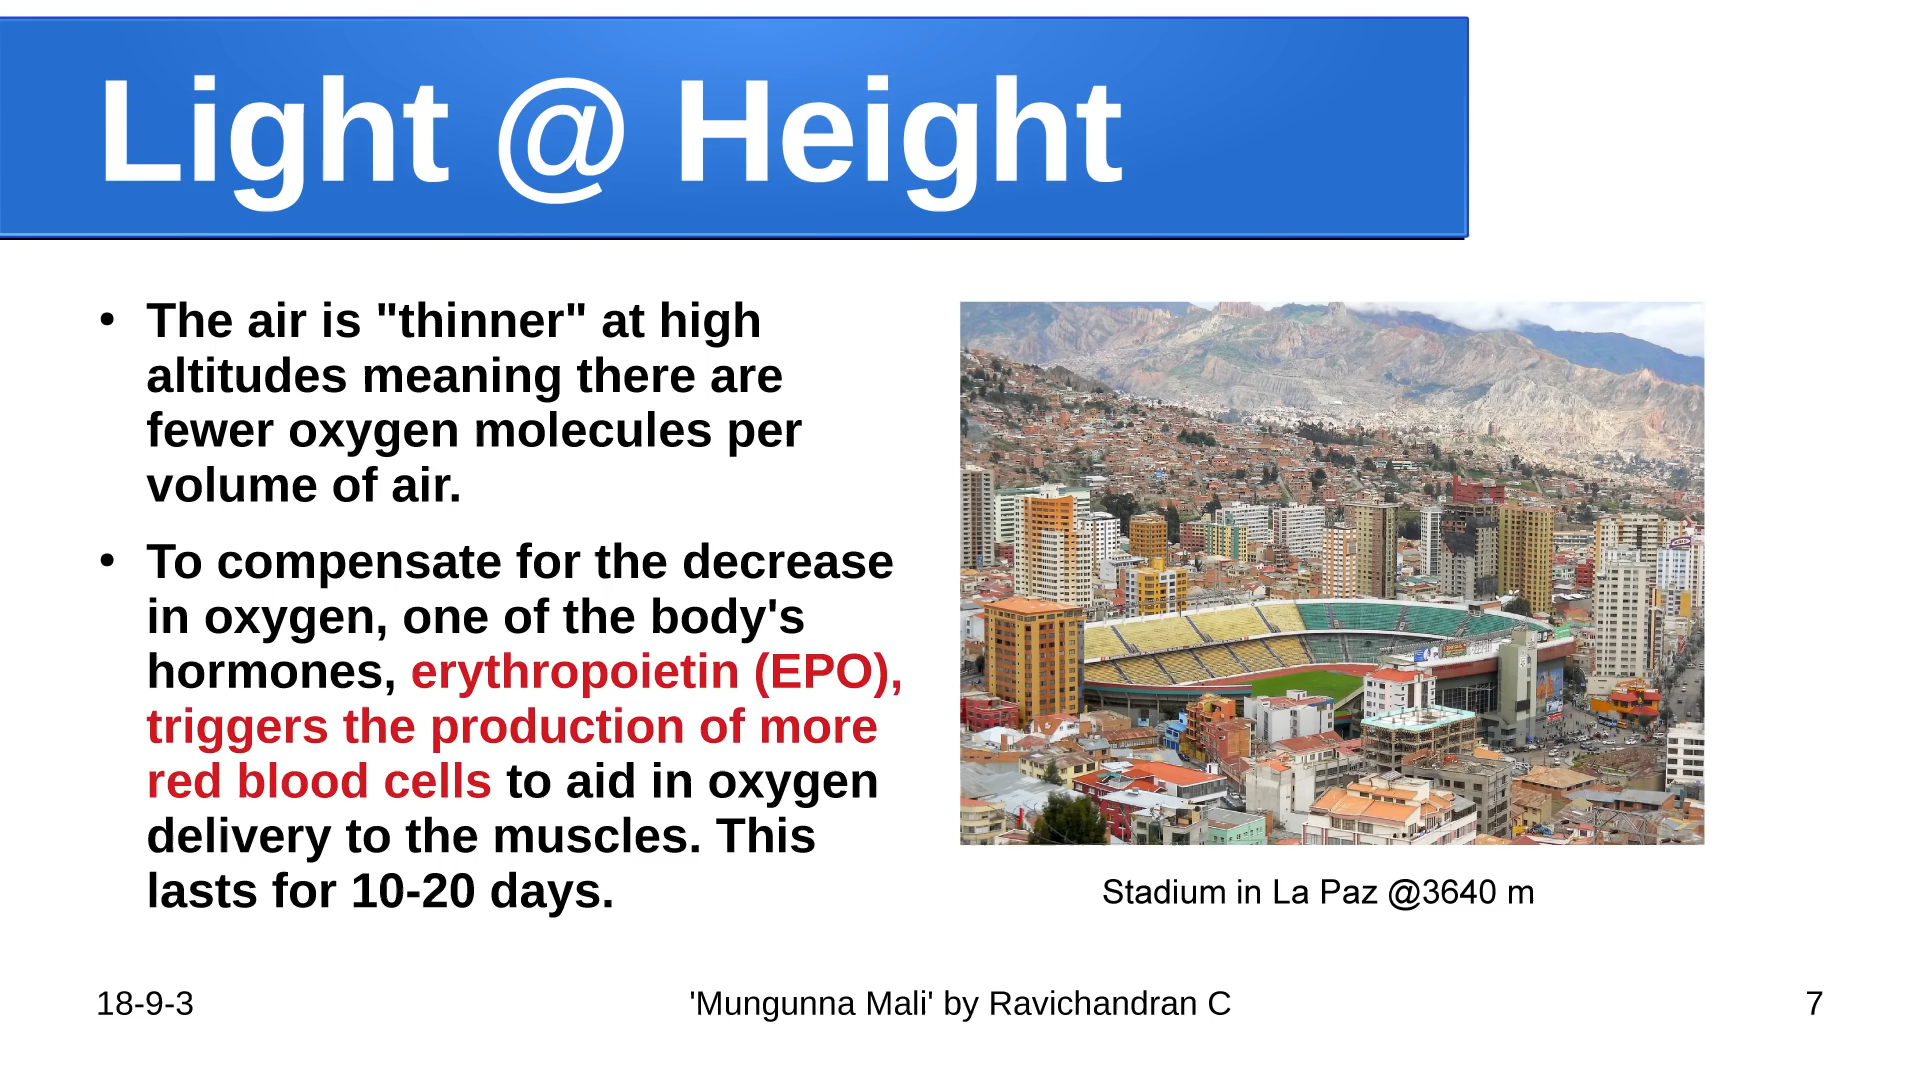 Light @ Height
• The air is "thinner" at high
altitudes meaning there are
fewer oxygen molecules per
volume of air.
• To compensate for the decrease
in oxygen, one of the body's
hormones, erythropoietin (EPO),
triggers the production of more
red blood cells to aid in oxygen
delivery to the muscles. This
lasts for 10-20 days.
Stadium in La Paz @3640 m
18-9-3
'Mungunna Mali' by Ravichandran C
7